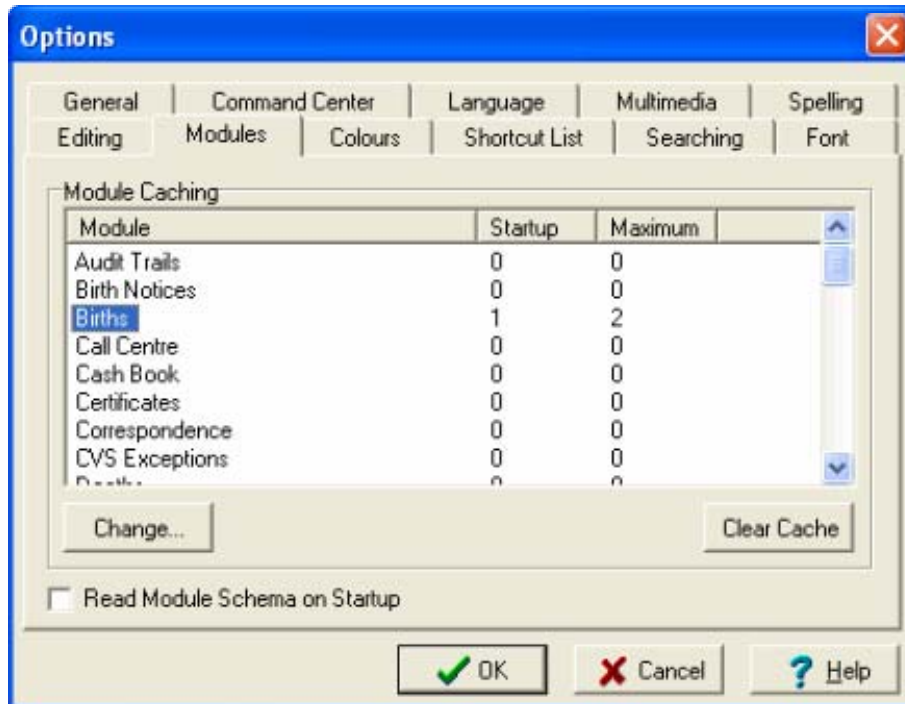 Options
General Command Center Language Multimedia Spelling
Editing Modules Colours Shortcut List Searching Font
Module Caching
Module Startup Maximum
Audit Trails 0 0
Birth Notices 0 0
Births 1 2
Call Centre 0 0
Cash Book 0 0
Certificates 0 0
Correspondence 0 0
CVS Exceptions 0 0
Deaths 0 0
Change... Clear Cache
Read Module Schema on Startup
OK Cancel Help